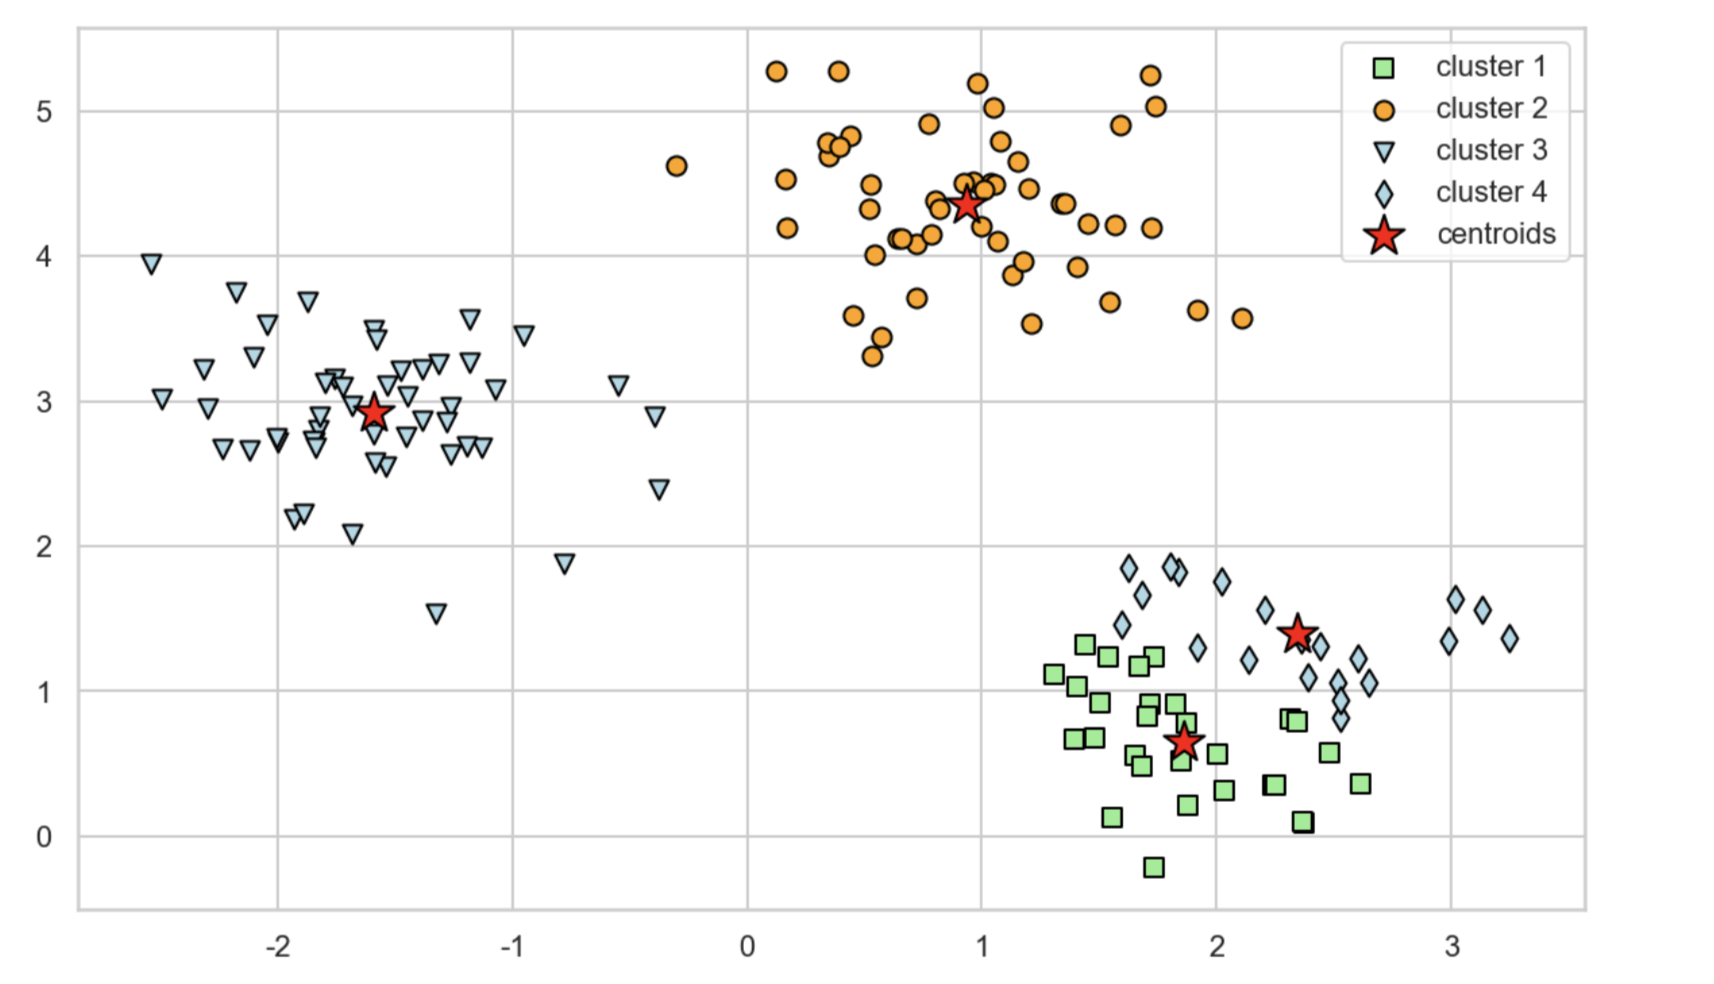 cluster 1
cluster 2
cluster 3
cluster 4
centroids
5
4
3
2
1
0
-2 -1 0 1 2 3